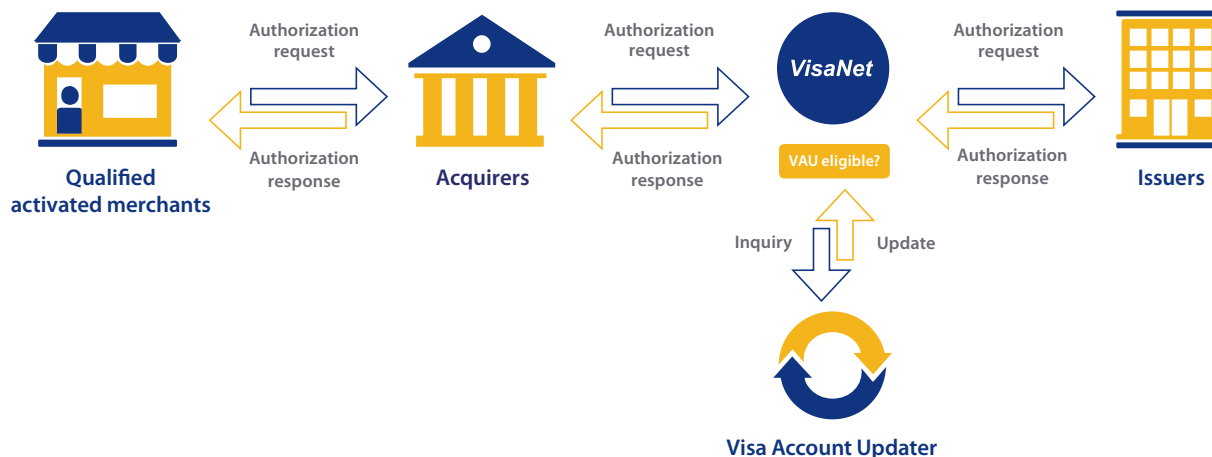 Authorization
request
Authorization
response
Qualified
activated merchants
Acquirers
Authorization
request
Authorization
response
VisaNet
VAU eligible?
Authorization
request
Authorization
response
Issuers
Inquiry
Update
Visa Account Updater